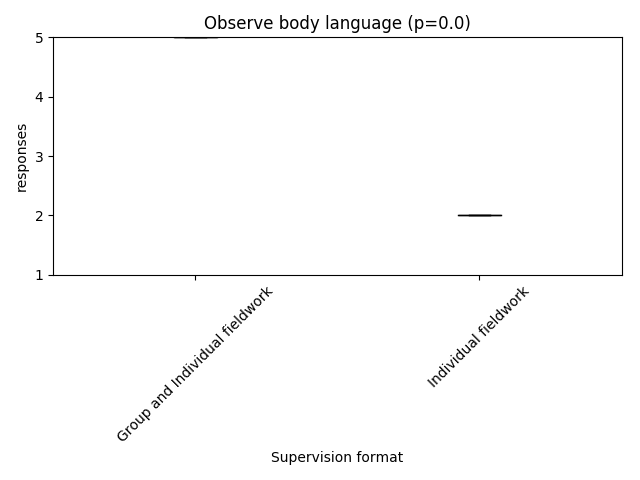 Observe body language (p=0.0)
5
4
3
2
1
responses
Group and Individual fieldwork
Individual fieldwork
Supervision format